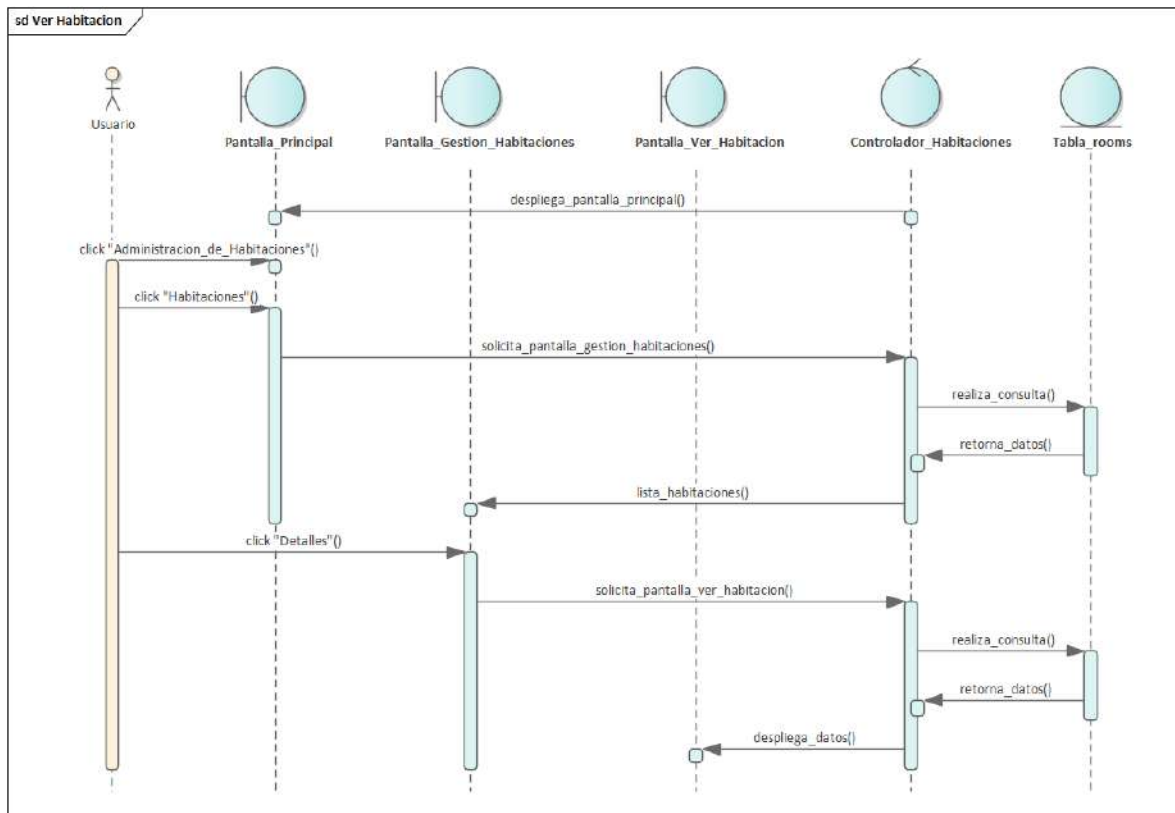 sd Ver Habitacion
Usuario
Pantalla_Principal
Pantalla_Gestion_Habitaciones
Pantalla_Ver_Habitacion
Controlador_Habitaciones
Tabla_rooms
despliega_pantalla_principal()
click "Administracion_de_Habitaciones"()
click "Habitaciones"()
solicita_pantalla_gestion_habitaciones()
realiza_consulta()
retorna_datos()
lista_habitaciones()
click "Detalles"()
solicita_pantalla_ver_habitacion()
realiza_consulta()
retorna_datos()
despliega_datos()